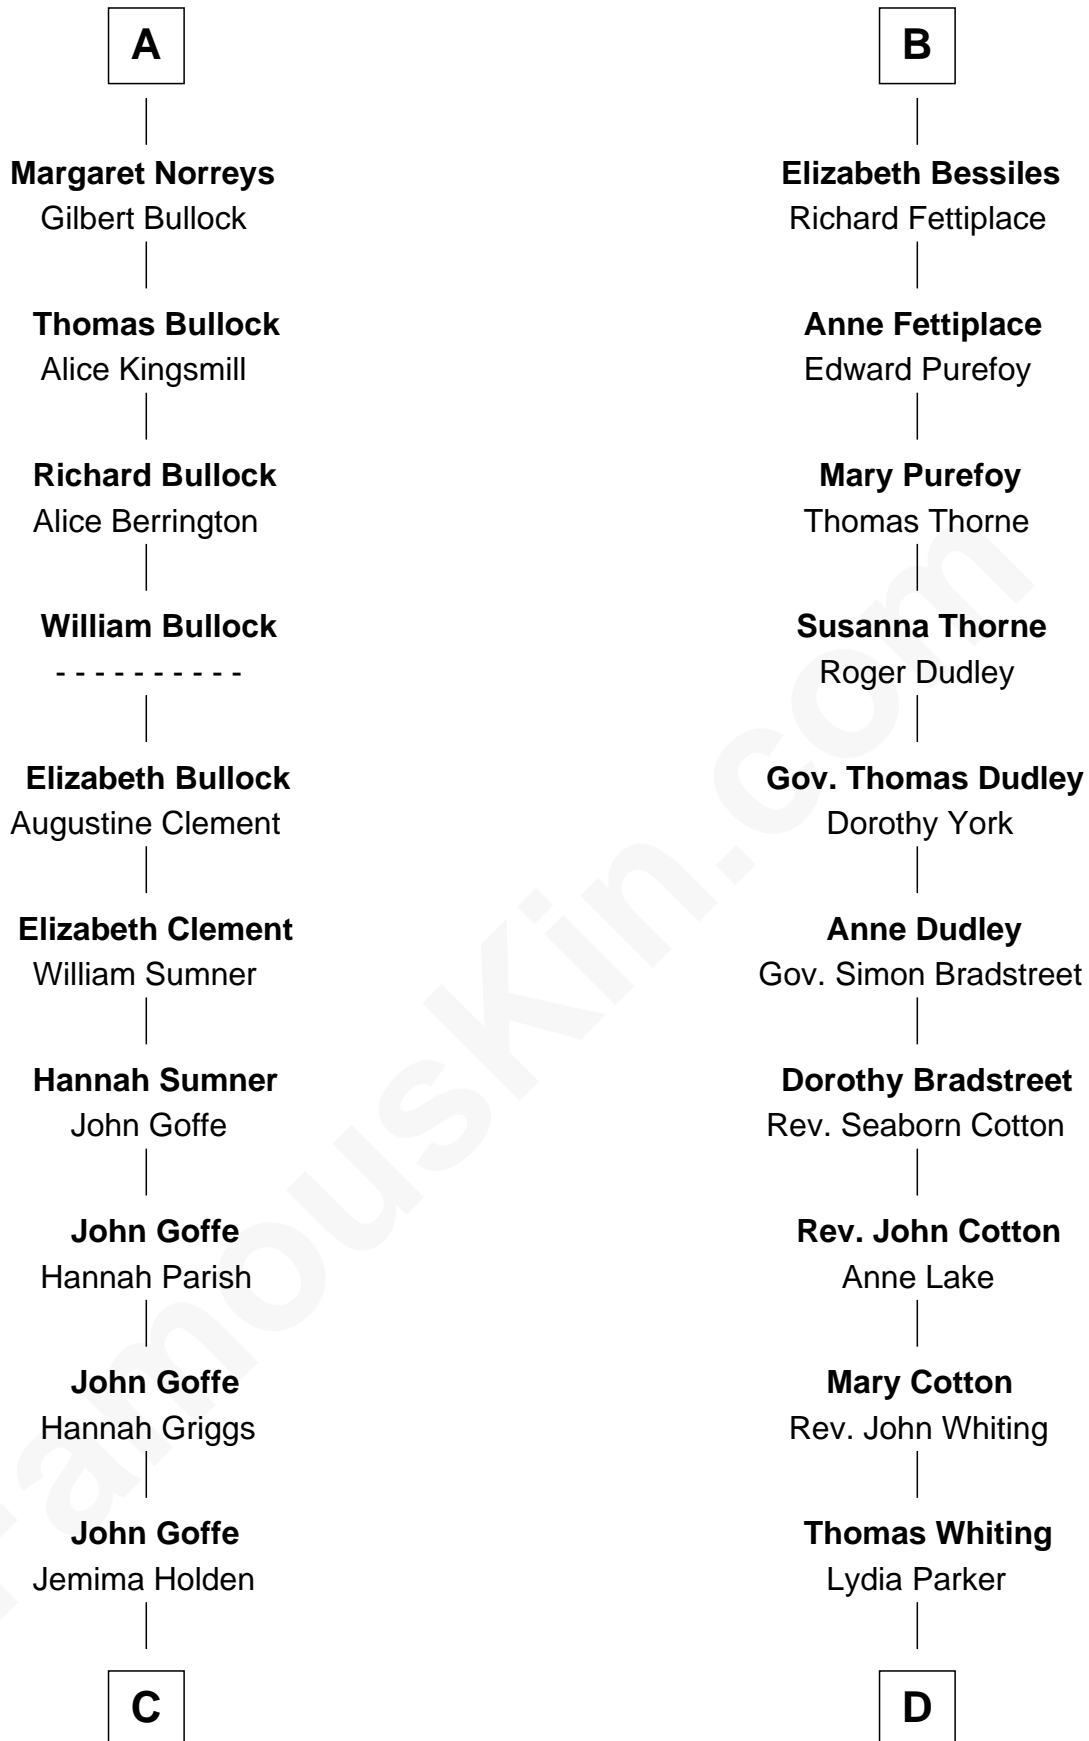 A
Margaret Norreys
Gilbert Bullock
Thomas Bullock
Alice Kingsmill
Richard Bullock
Alice Berrington
William Bullock
- - - - - - - - - -
Elizabeth Bullock
Augustine Clement
Elizabeth Clement
William Sumner
Hannah Sumner
John Goffe
John Goffe
Hannah Parish
John Goffe
Hannah Griggs
John Goffe
Jemima Holden
C
B
Elizabeth Bessiles
Richard Fettiplace
Anne Fettiplace
Edward Purefoy
Mary Purefoy
Thomas Thorne
Susanna Thorne
Roger Dudley
Gov. Thomas Dudley
Dorothy York
Anne Dudley
Gov. Simon Bradstreet
Dorothy Bradstreet
Rev. Seaborn Cotton
Rev. John Cotton
Anne Lake
Mary Cotton
Rev. John Whiting
Thomas Whiting
Lydia Parker
D
FamousKin.com